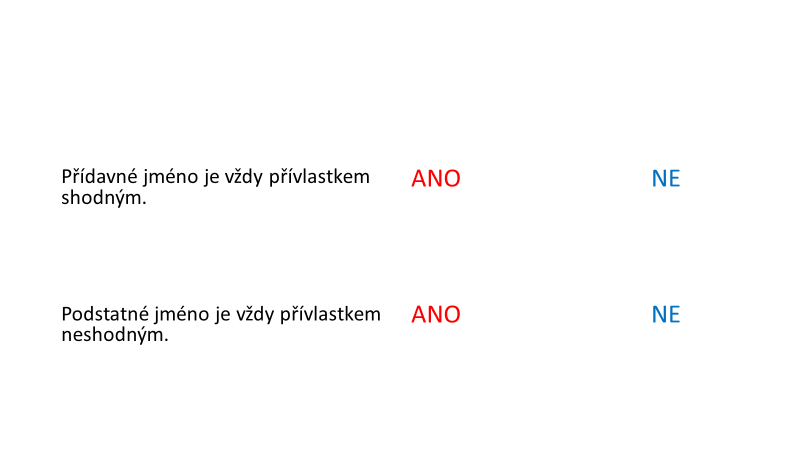 Přídavné jméno je vždy přívlastkem ANO NE
shodným.
Podstatné jméno je vždy přívlastkem ANO NE
neshodným.